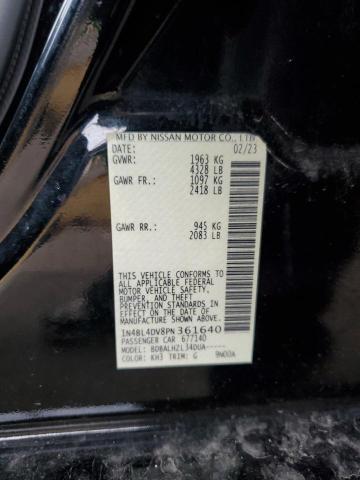 MFD BY NISSAN MOTOR CO., LTD
DATE: 02/23
GVWR: 1963 KG
4328 LB
GAWR FR.: 1097 KG
2418 LB
GAWR RR.: 945 KG
2083 LB
THIS VEHICLE CONFORMS TO
ALL APPLICABLE FEDERAL
MOTOR VEHICLE SAFETY,
BUMPER, AND THEFT
PREVENTION STANDARDS
IN EFFECT ON THE DATE OF
MANUFACTURE SHOWN ABOVE.
1N4BL4DV8PN361640
PASSENGER CAR 677140
MODEL: BDBALHZL34DUA-----
COLOR: KH3 TRIM: G 9N00A